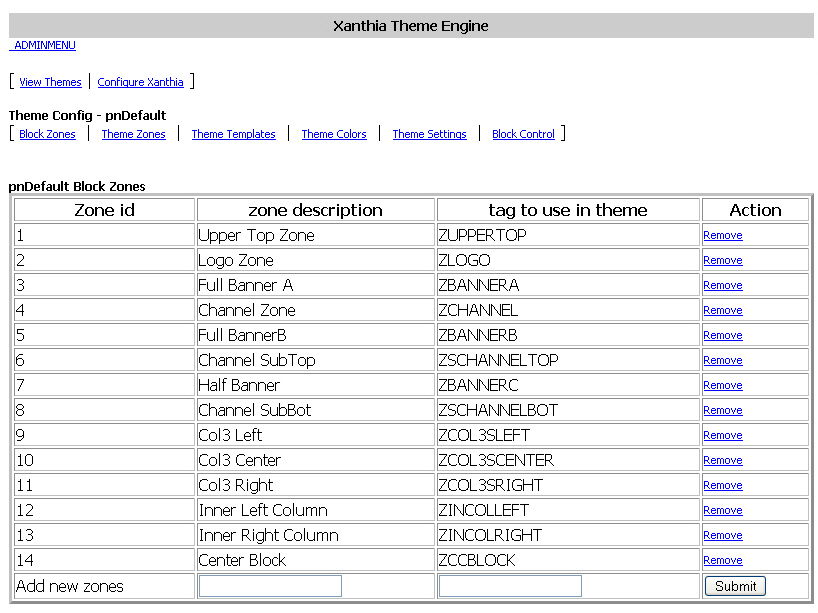 Xanthia Theme Engine
_ADMINMENU
[ View Themes | Configure Xanthia ]
Theme Config - pnDefault
[ Block Zones | Theme Zones | Theme Templates | Theme Colors | Theme Settings | Block Control ]
pnDefault Block Zones
Zone id zone description tag to use in theme Action
1 Upper Top Zone ZUPPERTOP Remove
2 Logo Zone ZLOGO Remove
3 Full Banner A ZBANNERA Remove
4 Channel Zone ZCHANNEL Remove
5 Full BannerB ZBANNERB Remove
6 Channel SubTop ZSCHANNELTOP Remove
7 Half Banner ZBANNERC Remove
8 Channel SubBot ZSCHANNELBOT Remove
9 Col3 Left ZCOL3SLEFT Remove
10 Col3 Center ZCOL3SCENTER Remove
11 Col3 Right ZCOL3SRIGHT Remove
12 Inner Left Column ZINCOLLEFT Remove
13 Inner Right Column ZINCOLRIGHT Remove
14 Center Block ZCCBLOCK Remove
Add new zones Submit